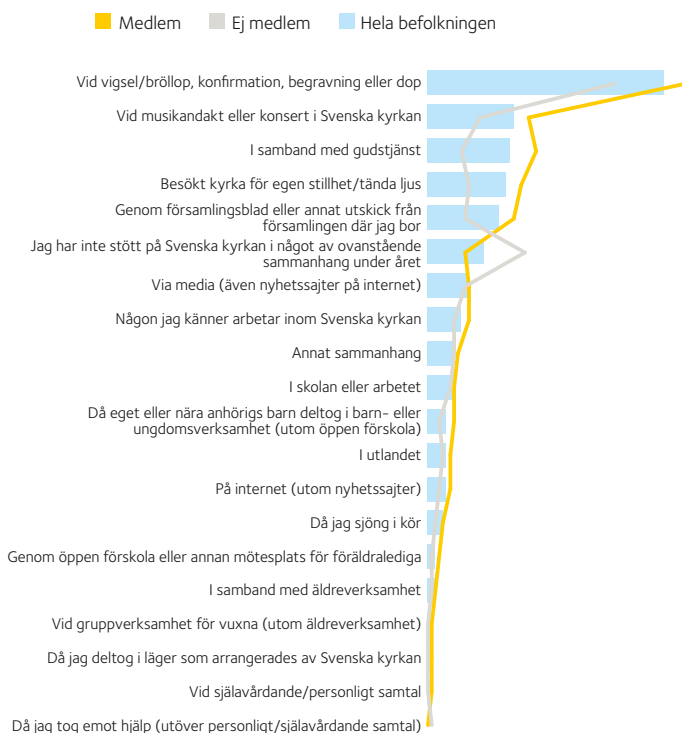 Medlem Ej medlem Hela befolkningen
Vid vigsel/bröllop, konfirmation, begravning eller dop
Vid musikandakt eller konsert i Svenska kyrkan
I samband med gudstjänst
Besökt kyrka för egen stillhet/tända ljus
Genom församlingsblad eller annat utskick från
församlingen där jag bor
Jag har inte stött på Svenska kyrkan i något av ovanstående
sammanhang under året
Via media (även nyhetssajter på internet)
Någon jag känner arbetar inom Svenska kyrkan
Annat sammanhang
I skolan eller arbetet
Då eget eller nära anhörigs barn deltog i barn- eller
ungdomsverksamhet (utom öppen förskola)
I utlandet
På internet (utom nyhetssajter)
Då jag sjöng i kör
Genom öppen förskola eller annan mötesplats för föräldralediga
I samband med äldreverksamhet
Vid gruppverksamhet för vuxna (utom äldreverksamhet)
Då jag deltog i läger som arrangerades av Svenska kyrkan
Vid själavårdande/personligt samtal
Då jag tog emot hjälp (utöver personligt/själavårdande samtal)